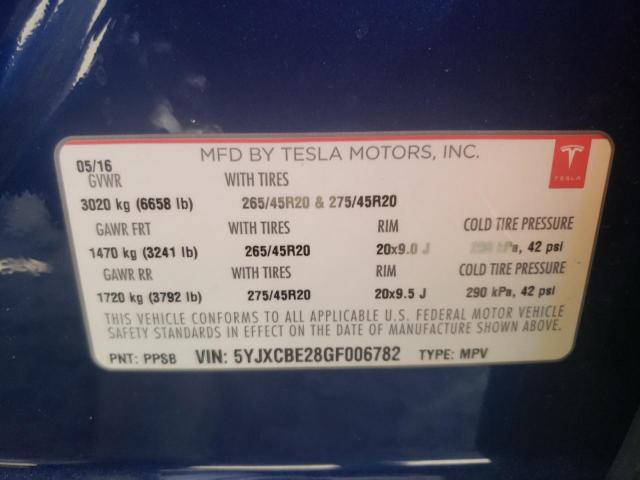 05/16 MFD BY TESLA MOTORS, INC.
TESLA
GVWR WITH TIRES
3020 kg (6658 lb) 265/45R20 & 275/45R20
GAWR FRT WITH TIRES RIM COLD TIRE PRESSURE
1470 kg (3241 lb) 265/45R20 20x9.0 J 290 kPa, 42 psi
GAWR RR WITH TIRES RIM COLD TIRE PRESSURE
1720 kg (3792 lb) 275/45R20 20x9.5 J 290 kPa, 42 psi
THIS VEHICLE CONFORMS TO ALL APPLICABLE U.S. FEDERAL MOTOR VEHICLE
SAFETY STANDARDS IN EFFECT ON THE DATE OF MANUFACTURE SHOWN ABOVE.
PNT: PPSB VIN: 5YJXCBE28GF006782 TYPE: MPV